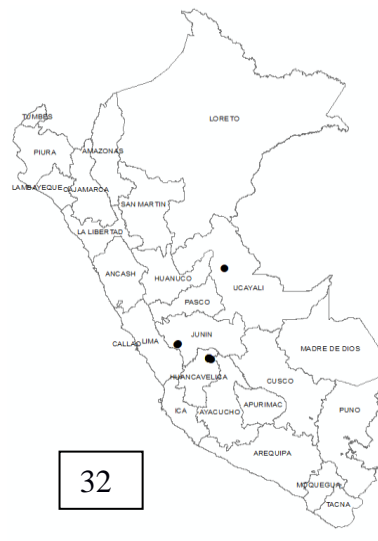 LORETO
TUMBES
PIURA
AMAZONAS
LAMBAYEQUE
CAJAMARCA
SAN MARTIN
LA LIBERTAD
ANCASH
HUANUCO
UCAYALI
PASCO
JUNIN
CALLAO
LIMA
MADRE DE DIOS
HUANCAVELICA
CUSCO
ICA
AYACUCHO
APURIMAC
PUNO
AREQUIPA
MOQUEGUA
TACNA
32